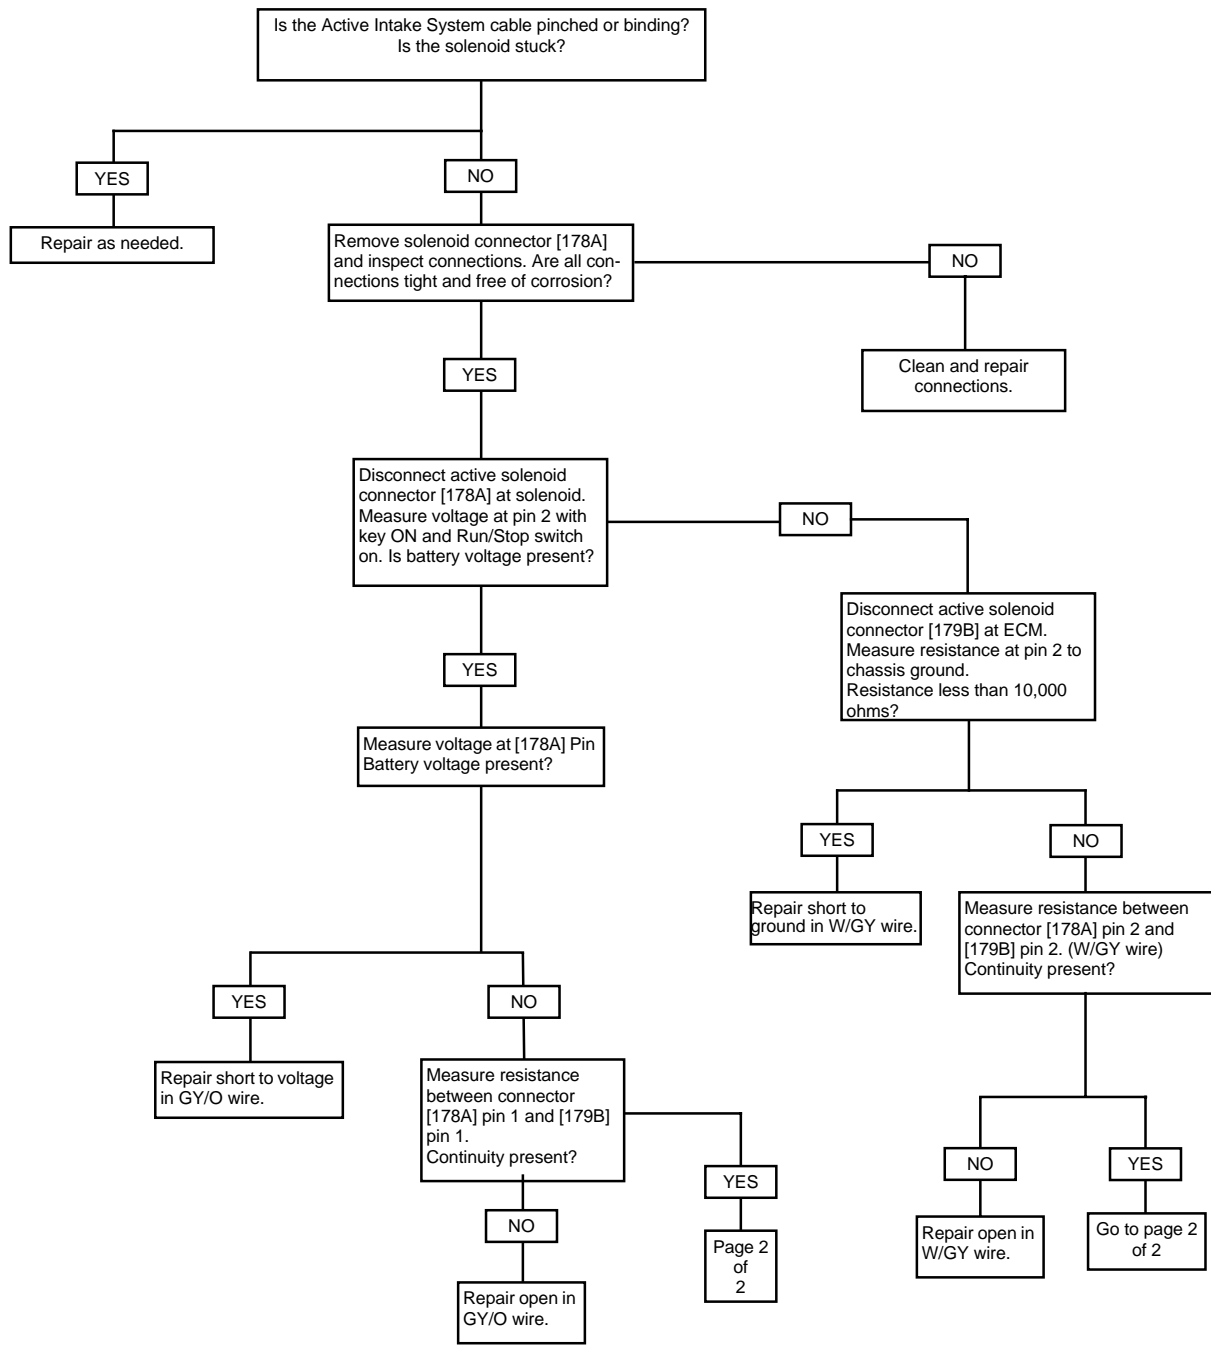 Is the Active Intake System cable pinched or binding?
Is the solenoid stuck?
YES
NO
Repair as needed.
Remove solenoid connector [178A]
and inspect connections. Are all con-
nections tight and free of corrosion?
NO
Clean and repair
connections.
YES
Disconnect active solenoid
connector [178A] at solenoid.
Measure voltage at pin 2 with
key ON and Run/Stop switch
on. Is battery voltage present?
NO
Disconnect active solenoid
connector [179B] at ECM.
Measure resistance at pin 2 to
chassis ground.
Resistance less than 10,000
ohms?
YES
Measure voltage at [178A] Pin
Battery voltage present?
YES
NO
Repair short to
ground in W/GY wire.
Measure resistance between
connector [178A] pin 2 and
[179B] pin 2. (W/GY wire)
Continuity present?
YES
NO
Repair short to voltage
in GY/O wire.
Measure resistance
between connector
[178A] pin 1 and [179B]
pin 1.
Continuity present?
NO
YES
YES
NO
Repair open in
GY/O wire.
Page 2
of
2
Repair open in
W/GY wire.
Go to page 2
of 2